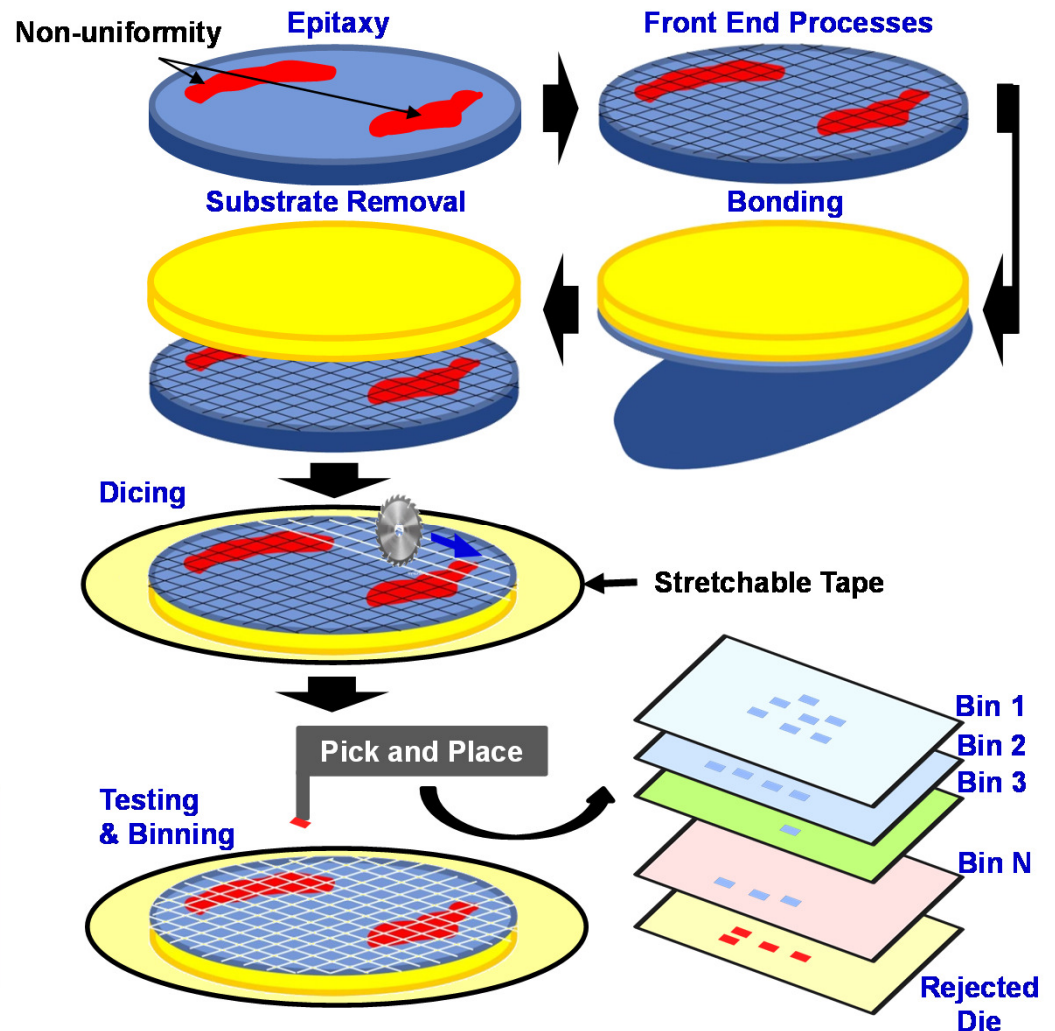 Non-uniformity
Epitaxy
Front End Processes
Substrate Removal
Bonding
Dicing
Stretchable Tape
Pick and Place
Testing
& Binning
Bin 1
Bin 2
Bin 3
Bin N
Rejected
Die